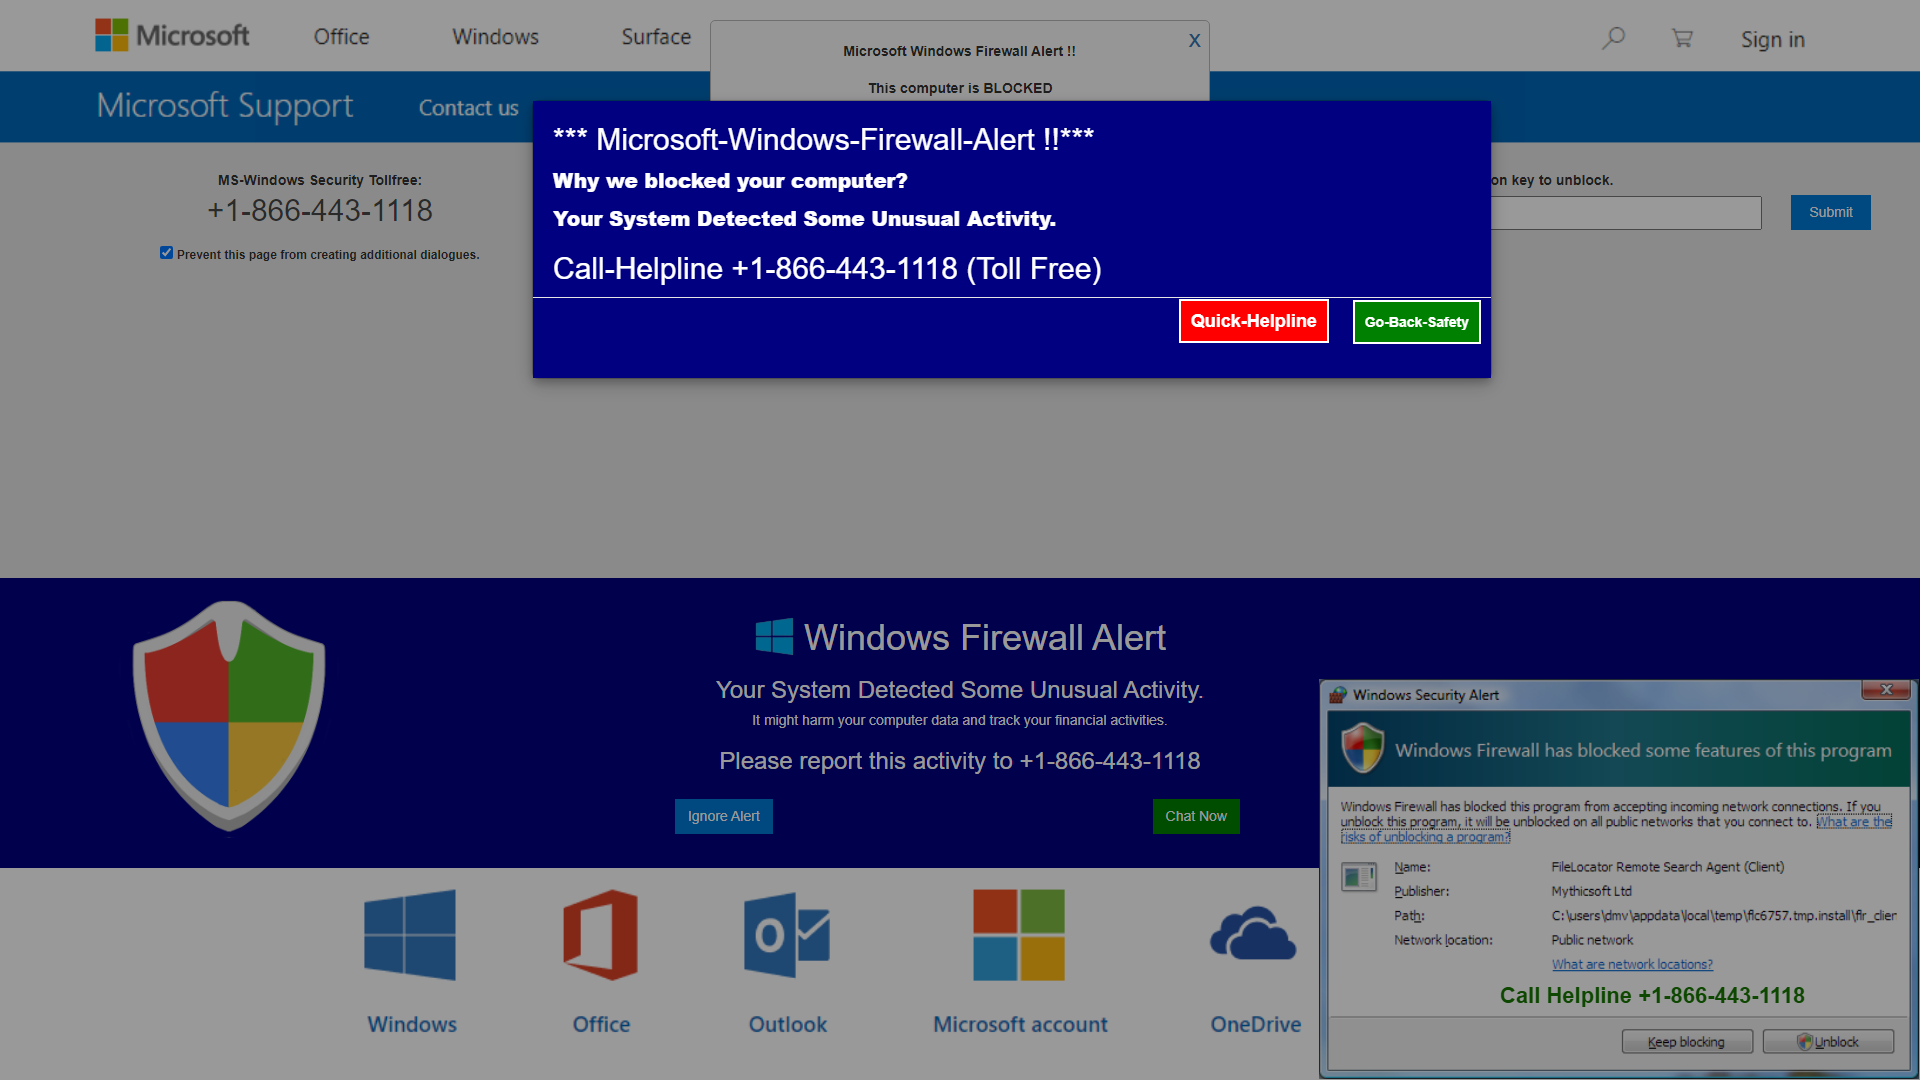 Microsoft
Office
Windows
Surface
Sign in
X
Microsoft Windows Firewall Alert !!
This computer is BLOCKED
Microsoft Support
Contact us
*** Microsoft-Windows-Firewall-Alert !!***
Why we blocked your computer?
Your System Detected Some Unusual Activity.
Call-Helpline +1-866-443-1118 (Toll Free)
Quick-Helpline
Go-Back-Safety
MS-Windows Security Tollfree:
+1-866-443-1118
Prevent this page from creating additional dialogues.
on key to unblock.
Submit
Windows Firewall Alert
Your System Detected Some Unusual Activity.
It might harm your computer data and track your financial activities.
Please report this activity to +1-866-443-1118
Ignore Alert
Chat Now
Windows
Office
Outlook
Microsoft account
OneDrive
Windows Security Alert
Windows Firewall has blocked some features of this program
Windows Firewall has blocked this program from accepting incoming network connections. If you
unblock this program, it will be unblocked on all public networks that you connect to. What are the
risks of unblocking a program?
Name: FileLocator Remote Search Agent (Client)
Publisher: Mythicsoft Ltd
Path: C:\users\dmv\appdata\local\temp\flc6757.tmp.install\flr_clier
Network location: Public network
What are network locations?
Call Helpline +1-866-443-1118
Keep blocking
Unblock